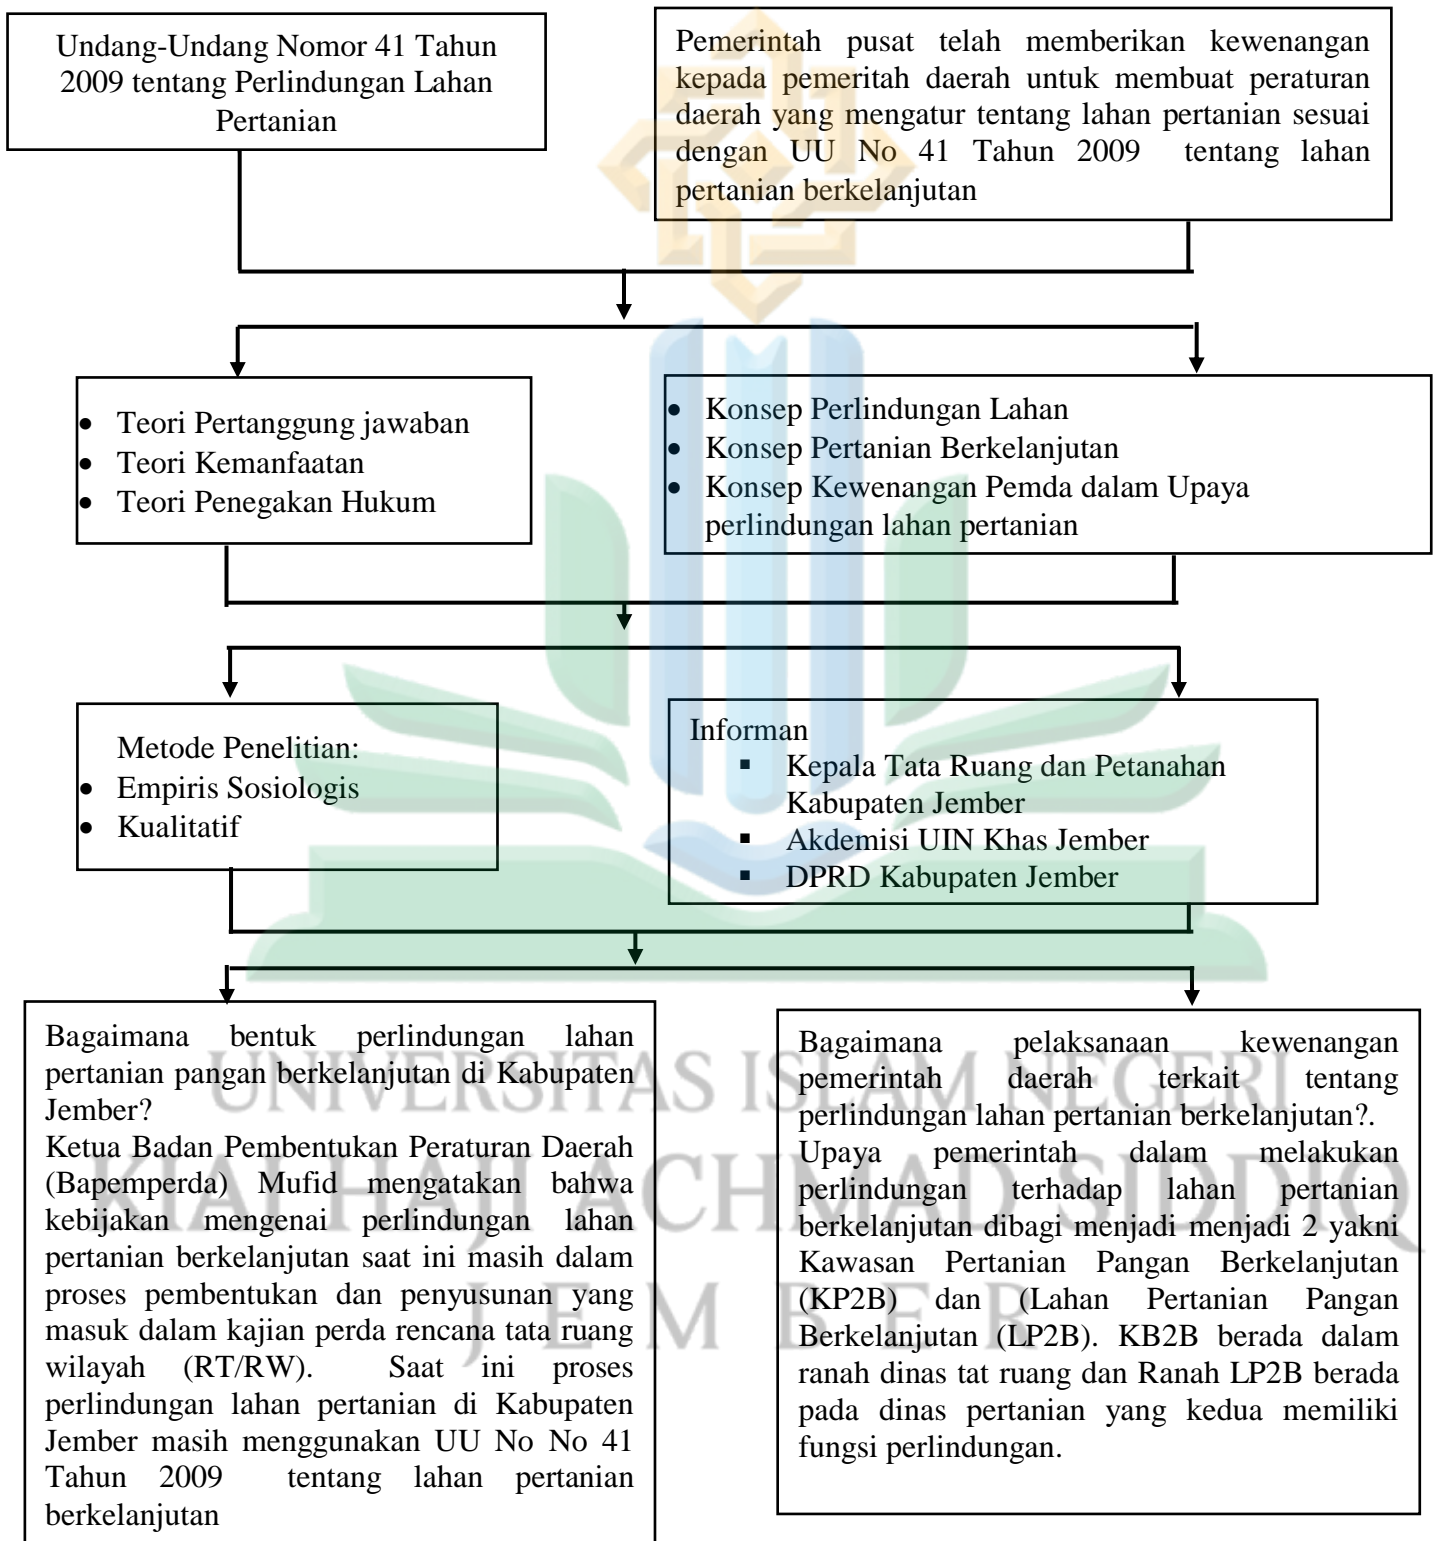 Undang-Undang Nomor 41 Tahun
2009 tentang Perlindungan Lahan
Pertanian
Pemerintah pusat telah memberikan kewenangan
kepada pemeritah daerah untuk membuat peraturan
daerah yang mengatur tentang lahan pertanian sesuai
dengan UU No 41 Tahun 2009 tentang lahan
pertanian berkelanjutan
• Teori Pertanggung jawaban
• Teori Kemanfaatan
• Teori Penegakan Hukum
• Konsep Perlindungan Lahan
• Konsep Pertanian Berkelanjutan
• Konsep Kewenangan Pemda dalam Upaya
perlindungan lahan pertanian
Metode Penelitian:
• Empiris Sosiologis
• Kualitatif
Informan
▪ Kepala Tata Ruang dan Petanahan
Kabupaten Jember
▪ Akdemisi UIN Khas Jember
▪ DPRD Kabupaten Jember
Bagaimana bentuk perlindungan lahan
pertanian pangan berkelanjutan di Kabupaten
Jember?
Ketua Badan Pembentukan Peraturan Daerah
(Bapemperda) Mufid mengatakan bahwa
kebijakan mengenai perlindungan lahan
pertanian berkelanjutan saat ini masih dalam
proses pembentukan dan penyusunan yang
masuk dalam kajian perda rencana tata ruang
wilayah (RT/RW). Saat ini proses
perlindungan lahan pertanian di Kabupaten
Jember masih menggunakan UU No No 41
Tahun 2009 tentang lahan pertanian
berkelanjutan
Bagaimana pelaksanaan kewenangan
pemerintah daerah terkait tentang
perlindungan lahan pertanian berkelanjutan?.
Upaya pemerintah dalam melakukan
perlindungan terhadap lahan pertanian
berkelanjutan dibagi menjadi menjadi 2 yakni
Kawasan Pertanian Pangan Berkelanjutan
(KP2B) dan (Lahan Pertanian Pangan
Berkelanjutan (LP2B). KB2B berada dalam
ranah dinas tat ruang dan Ranah LP2B berada
pada dinas pertanian yang kedua memiliki
fungsi perlindungan.
UNIVERSITAS ISLAM NEGERI
KIAI HAJI ACHMAD SIDDIQ
JEMBER